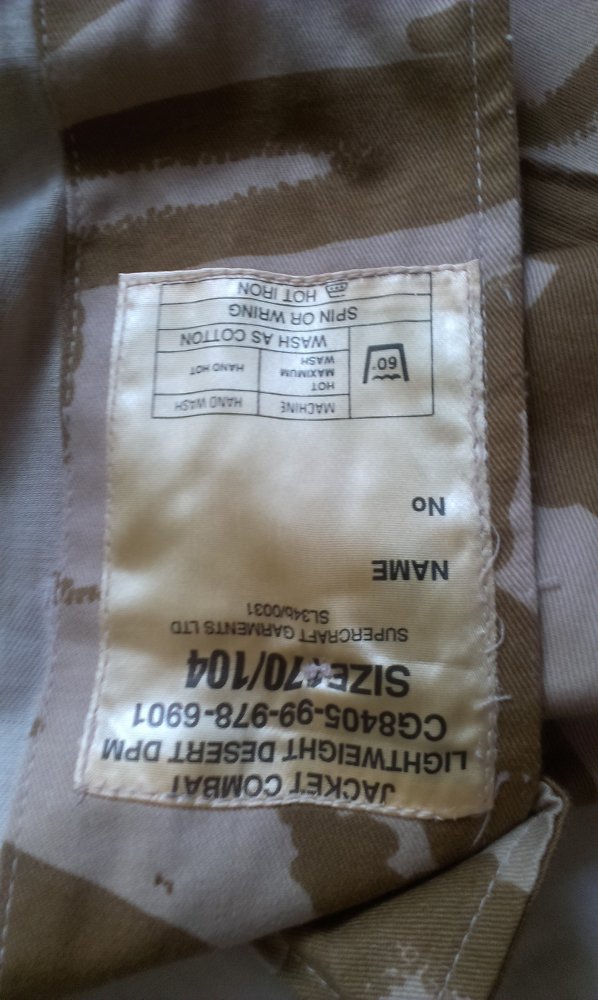 JACKET COMBAT
LIGHTWEIGHT DESERT DPM
CG8405-99-978-6901
SIZE 170/104
SUPERCRAFT GARMENTS LTD
SL34b/0031
NAME
No
MACHINE HAND WASH
60° HOT MAXIMUM WASH HAND HOT
WASH AS COTTON
SPIN OR WRING
HOT IRON